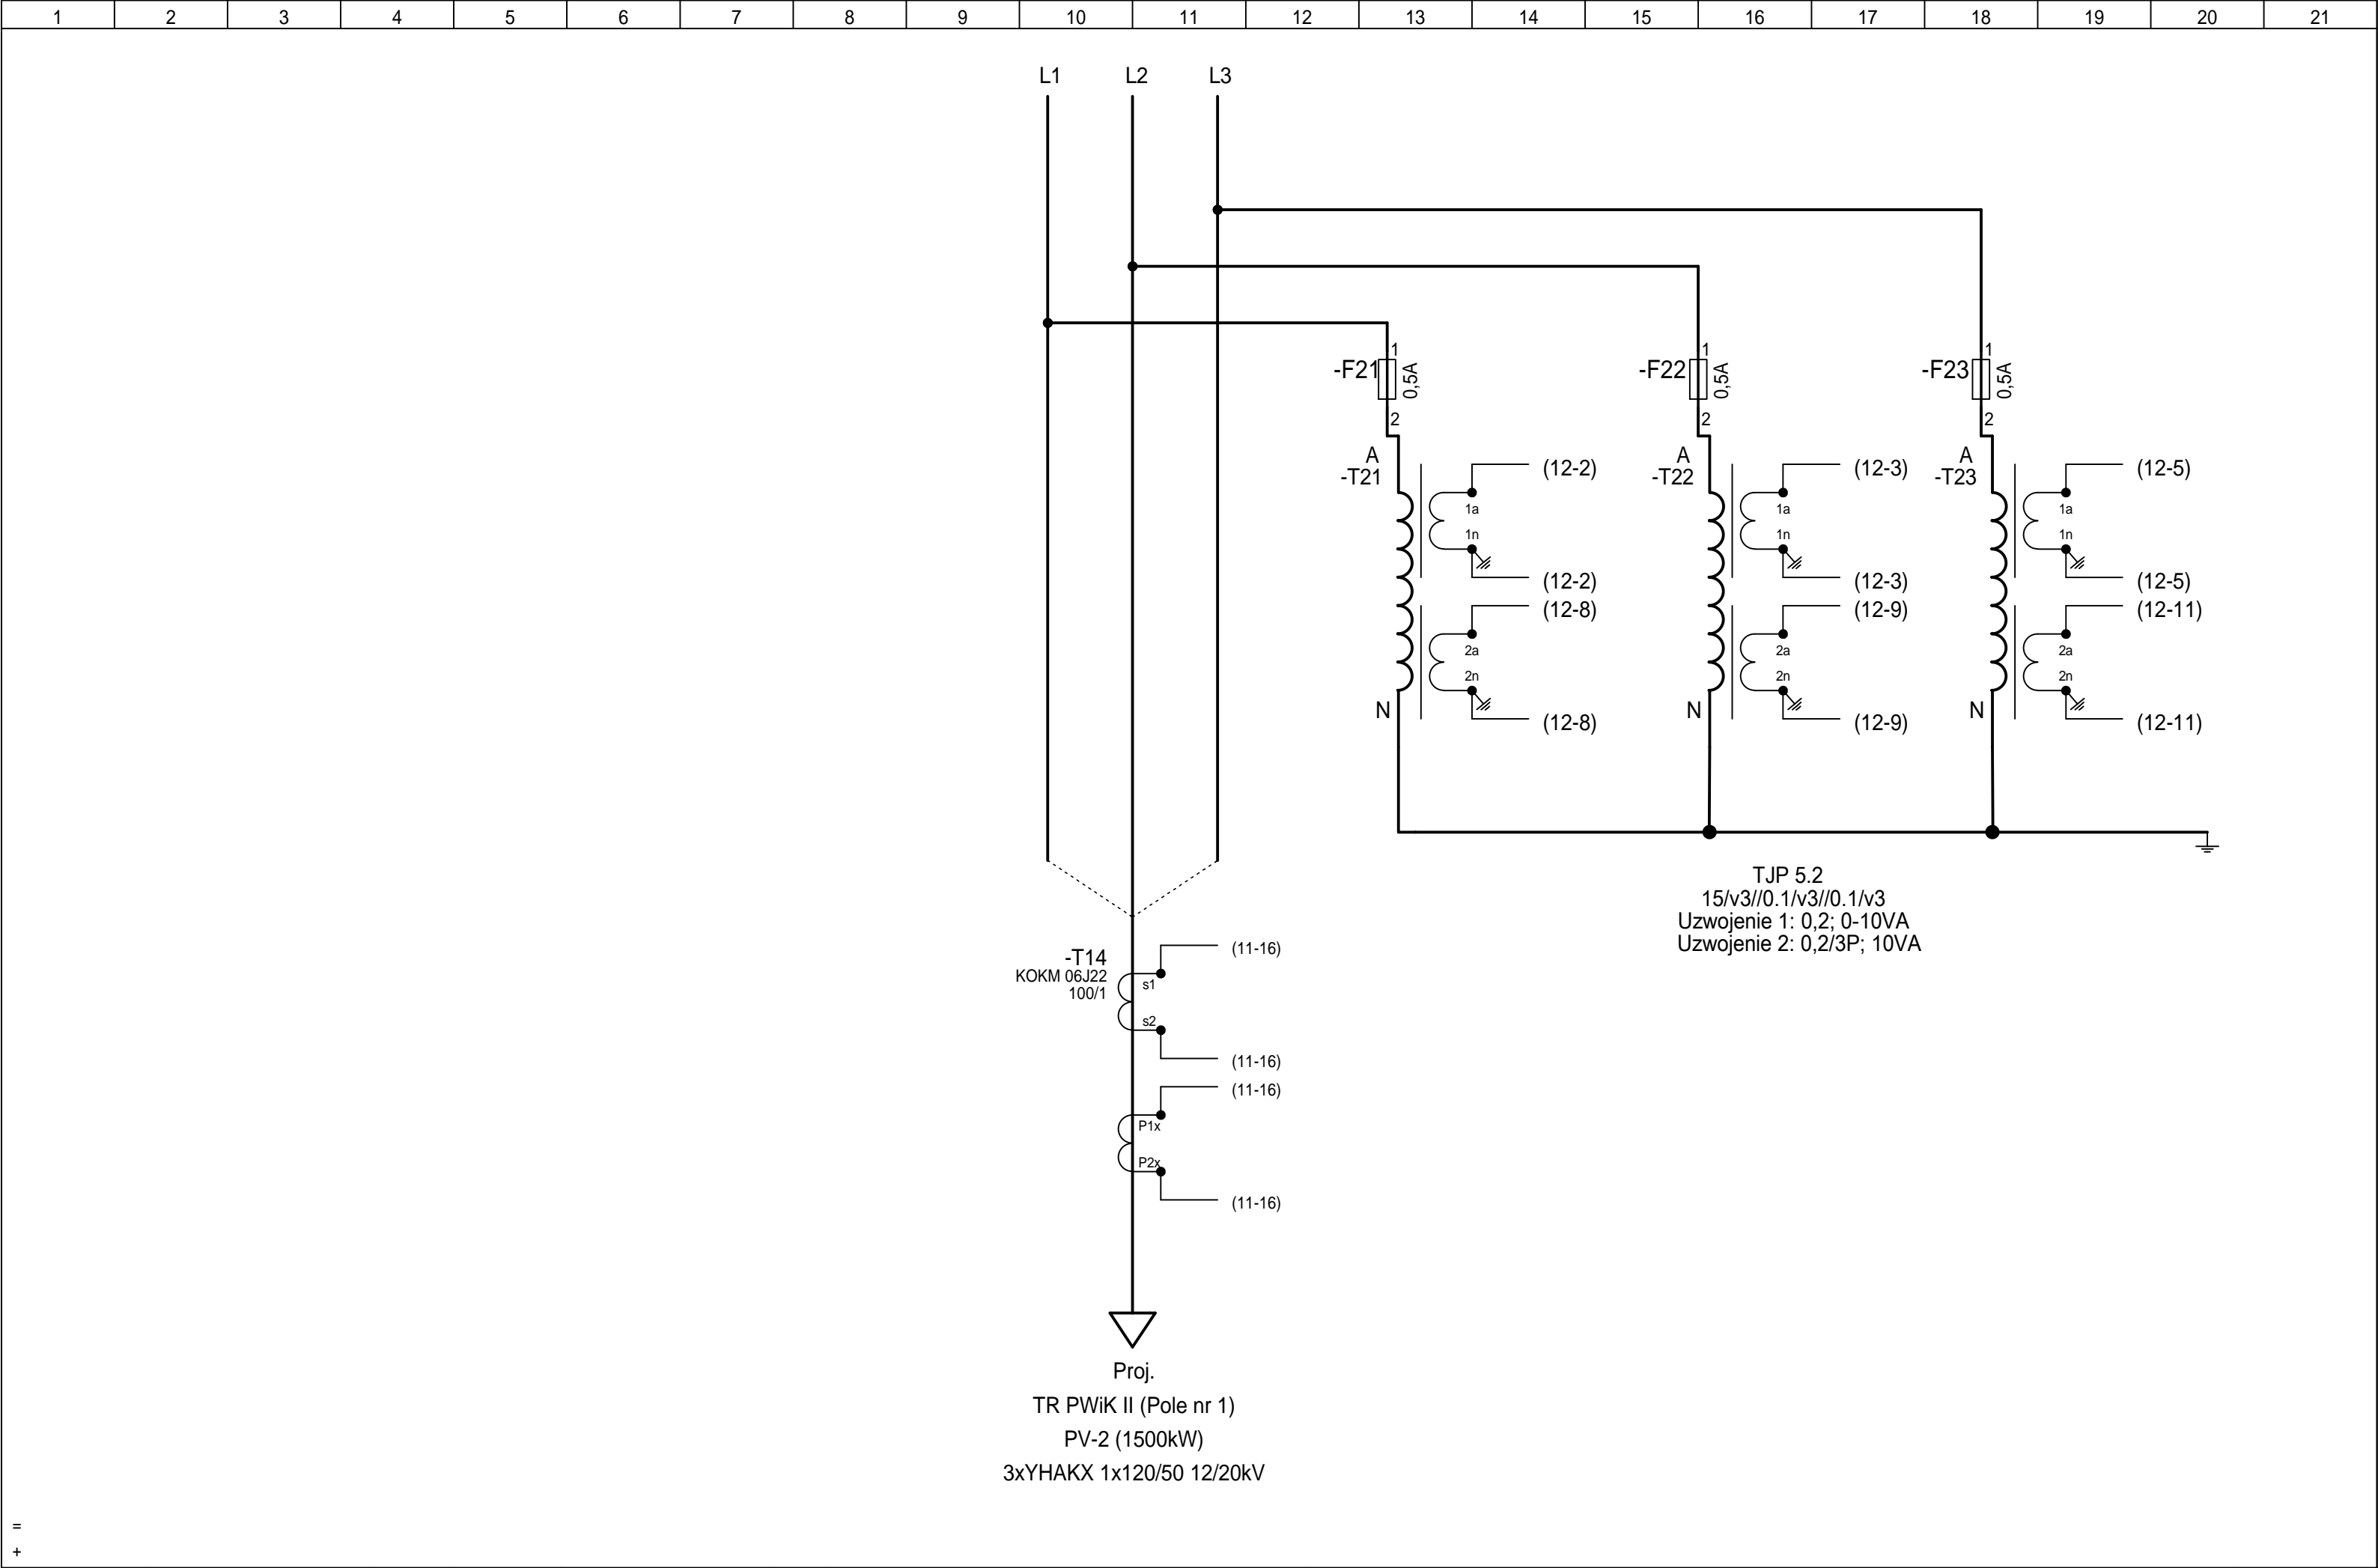 1 2 3 4 5 6 7 8 9 10 11 12 13 14 15 16 17 18 19 20 21
L1 L2 L3
1 1 1
-F21 0,5A -F22 0,5A -F23 0,5A
2 2 2
A A A
-T21 (12-2) -T22 (12-3) -T23 (12-5)
1a 1a 1a
1n 1n 1n
(12-2) (12-3) (12-5)
(12-8) (12-9) (12-11)
2a 2a 2a
2n 2n 2n
N N N
(12-8) (12-9) (12-11)
TJP 5.2
15/v3//0.1/v3//0.1/v3
Uzwojenie 1: 0,2; 0-10VA
Uzwojenie 2: 0,2/3P; 10VA
-T14 (11-16)
KOKM 06J22
s1
100/1
s2
(11-16)
(11-16)
P1x
P2x
(11-16)
Proj.
TR PWiK II (Pole nr 1)
PV-2 (1500kW)
3xYHAKX 1x120/50 12/20kV
=
+